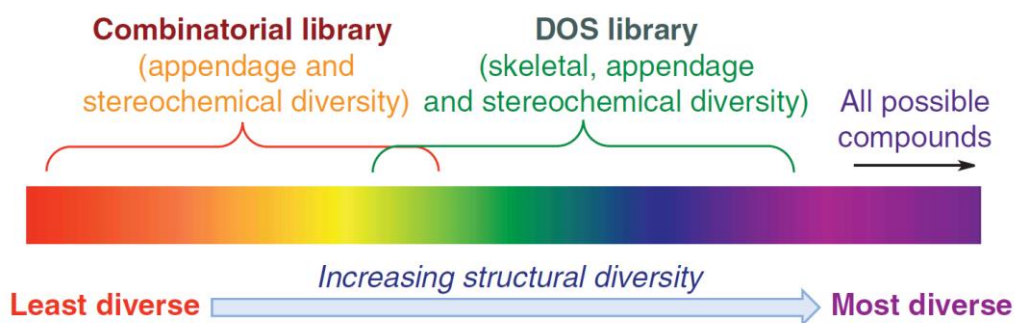 Combinatorial library
(appendage and
stereochemical diversity)
DOS library
(skeletal, appendage
and stereochemical diversity)
All possible
compounds
Increasing structural diversity
Least diverse
Most diverse